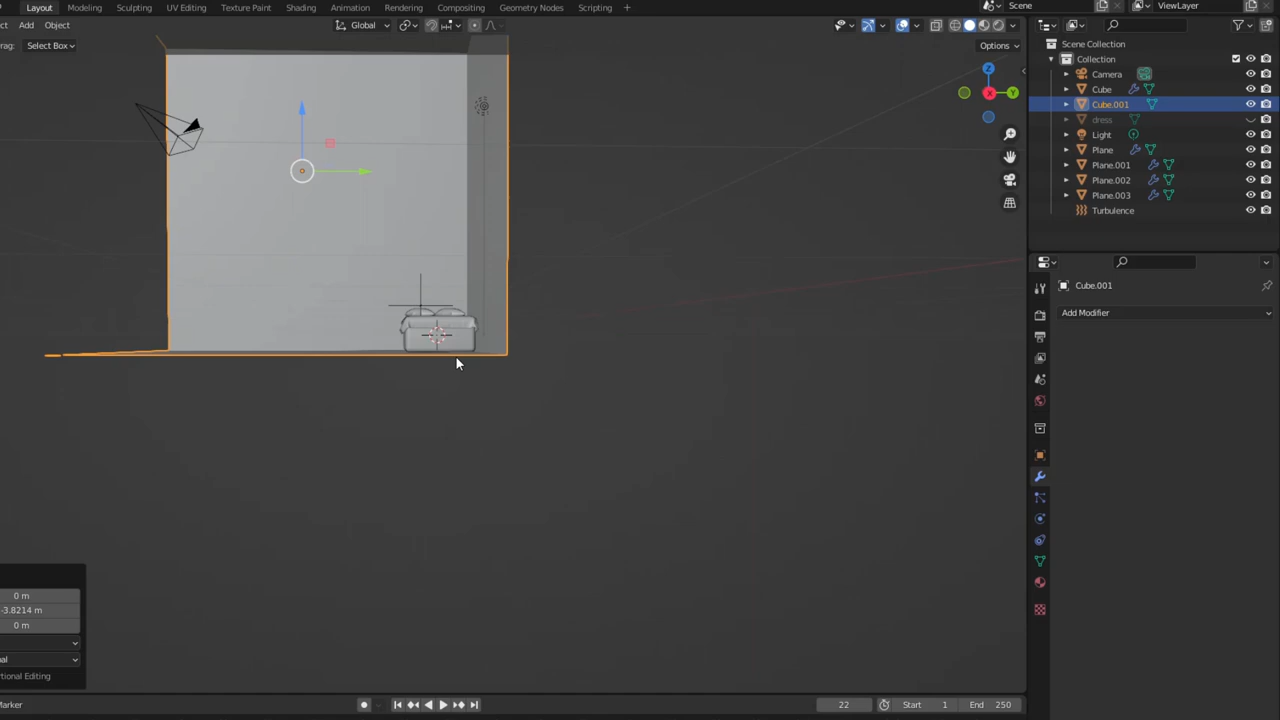 Layout Modeling Sculpting UV Editing Texture Paint Shading Animation Rendering Compositing Geometry Nodes Scripting + Scene ViewLayer
Add Object Global
Drag: Select Box Options
Scene Collection
Collection
Camera
Cube
Cube.001
dress
Light
Plane
Plane.001
Plane.002
Plane.003
Turbulence
Z
X
Y
Cube.001
Add Modifier
0 m
-3.8214 m
0 m
Marker 22 Start 1 End 250